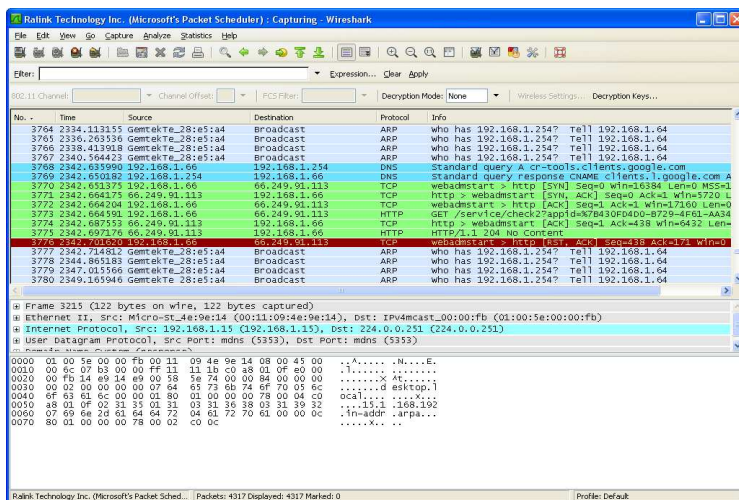 Ralink Technology Inc. (Microsoft's Packet Scheduler) : Capturing - Wireshark
File Edit View Go Capture Analyze Statistics Help
Filter: Expression... Clear Apply
802.11 Channel: Channel Offset: FCS Filter: Decryption Mode: None Wireless Settings... Decryption Keys...
No. - Time Source Destination Protocol Info
3764 2334.113155 GemtekTe_28:e5:a4 Broadcast ARP Who has 192.168.1.254? Tell 192.168.1.64
3765 2336.263536 GemtekTe_28:e5:a4 Broadcast ARP Who has 192.168.1.254? Tell 192.168.1.64
3766 2338.413918 GemtekTe_28:e5:a4 Broadcast ARP Who has 192.168.1.254? Tell 192.168.1.64
3767 2340.564423 GemtekTe_28:e5:a4 Broadcast ARP Who has 192.168.1.254? Tell 192.168.1.64
3768 2342.635990 192.168.1.66 192.168.1.254 DNS Standard query A cr-tools.clients.google.com
3769 2342.650182 192.168.1.254 192.168.1.66 DNS Standard query response CNAME clients.l.google.com A
3770 2342.651375 192.168.1.66 66.249.91.113 TCP webadmstart > http [SYN] Seq=0 Win=16384 Len=0 MSS=1
3771 2342.664175 66.249.91.113 192.168.1.66 TCP http > webadmstart [SYN, ACK] Seq=0 Ack=1 Win=5720 L
3772 2342.664204 192.168.1.66 66.249.91.113 TCP webadmstart > http [ACK] Seq=1 Ack=1 Win=17160 Len=0
3773 2342.664591 192.168.1.66 66.249.91.113 HTTP GET /service/check2?appid=%7B430FD4D0-B729-4F61-AA34
3774 2342.687553 66.249.91.113 192.168.1.66 TCP http > webadmstart [ACK] Seq=1 Ack=438 Win=6432 Len=
3775 2342.697176 66.249.91.113 192.168.1.66 HTTP HTTP/1.1 204 No Content
3776 2342.701620 192.168.1.66 66.249.91.113 TCP webadmstart > http [RST, ACK] Seq=438 Ack=171 Win=0
3777 2342.714812 GemtekTe_28:e5:a4 Broadcast ARP Who has 192.168.1.254? Tell 192.168.1.64
3778 2344.865183 GemtekTe_28:e5:a4 Broadcast ARP Who has 192.168.1.254? Tell 192.168.1.64
3779 2347.015566 GemtekTe_28:e5:a4 Broadcast ARP Who has 192.168.1.254? Tell 192.168.1.64
3780 2349.165946 GemtekTe_28:e5:a4 Broadcast ARP Who has 192.168.1.254? Tell 192.168.1.64
Frame 3215 (122 bytes on wire, 122 bytes captured)
Ethernet II, Src: Micro-St_4e:9e:14 (00:11:09:4e:9e:14), Dst: IPv4mcast_00:00:fb (01:00:5e:00:00:fb)
Internet Protocol, Src: 192.168.1.15 (192.168.1.15), Dst: 224.0.0.251 (224.0.0.251)
User Datagram Protocol, Src Port: mdns (5353), Dst Port: mdns (5353)
Domain Name System (response)
0000 01 00 5e 00 00 fb 00 11 09 4e 9e 14 08 00 45 00 ..^..... .N....E.
0010 00 6c 07 b3 00 00 ff 11 11 1b c0 a8 01 0f e0 00 .l...... ........
0020 00 fb 14 e9 14 e9 00 58 5e 74 00 00 84 00 00 00 .......X ^t......
0030 00 02 00 00 00 00 07 64 65 73 6b 74 6f 70 05 6c .......d esktop.l
0040 6f 63 61 6c 00 00 01 80 01 00 00 00 78 00 04 c0 ocal.... ....x...
0050 a8 01 0f 02 31 35 01 31 03 31 36 38 03 31 39 32 ....15.1 .168.192
0060 07 69 6e 2d 61 64 64 72 04 61 72 70 61 00 00 0c .in-addr .arpa...
0070 80 01 00 00 00 78 00 02 c0 0c .....x.. ..
Ralink Technology Inc. (Microsoft's Packet Sched... Packets: 4317 Displayed: 4317 Marked: 0 Profile: Default